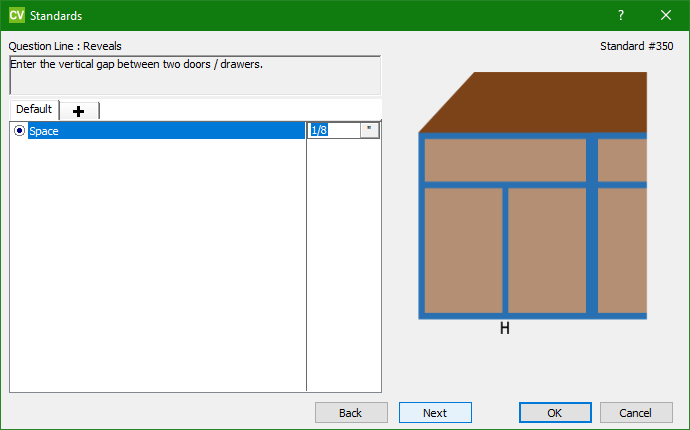 CV Standards ?
Question Line : Reveals Standard #350
Enter the vertical gap between two doors / drawers.
Default +
Space 1/8 "
H
Back Next OK Cancel